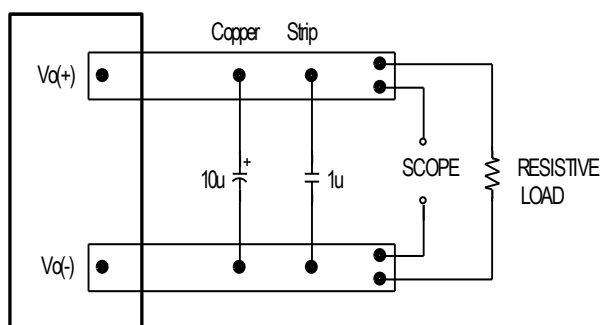 Copper Strip
Vo(+)
+
10u
1u
SCOPE
RESISTIVE
LOAD
Vo(-)